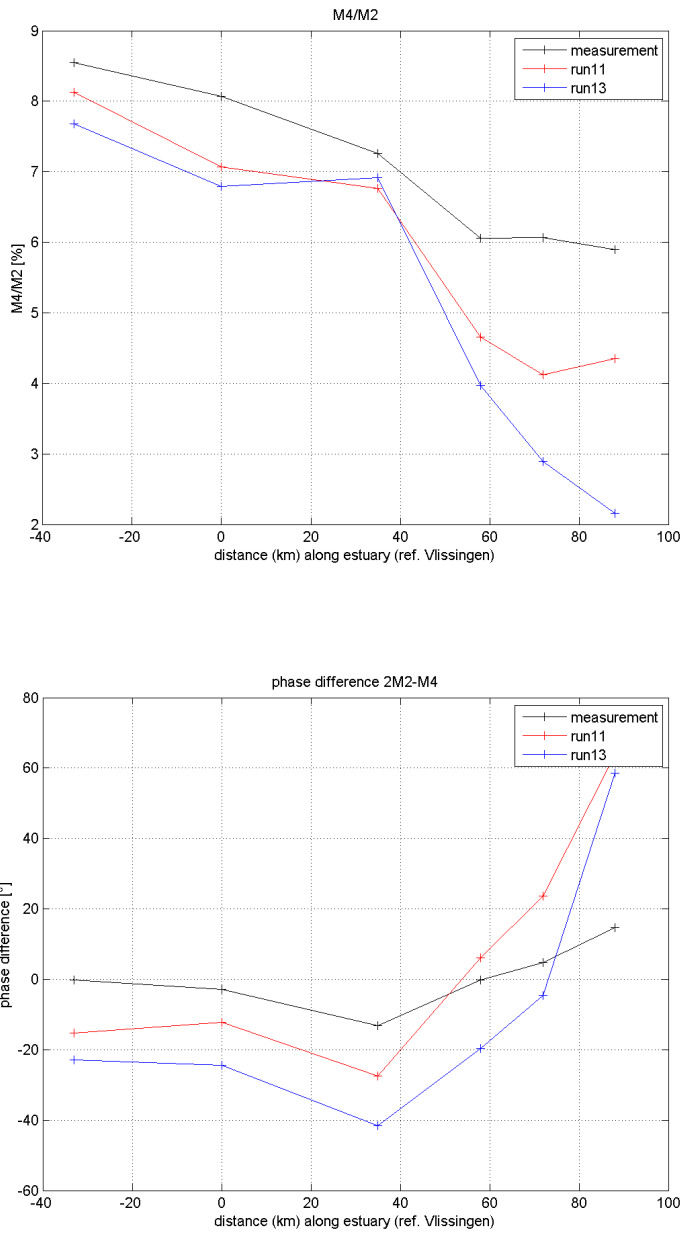 M4/M2
9
8
7
6
5
4
3
2
M4/M2 [%]
measurement
run11
run13
-40
-20
0
20
40
60
80
100
distance (km) along estuary (ref. Vlissingen)
phase difference 2M2-M4
80
60
40
20
0
-20
-40
-60
phase difference [°]
measurement
run11
run13
-40
-20
0
20
40
60
80
100
distance (km) along estuary (ref. Vlissingen)